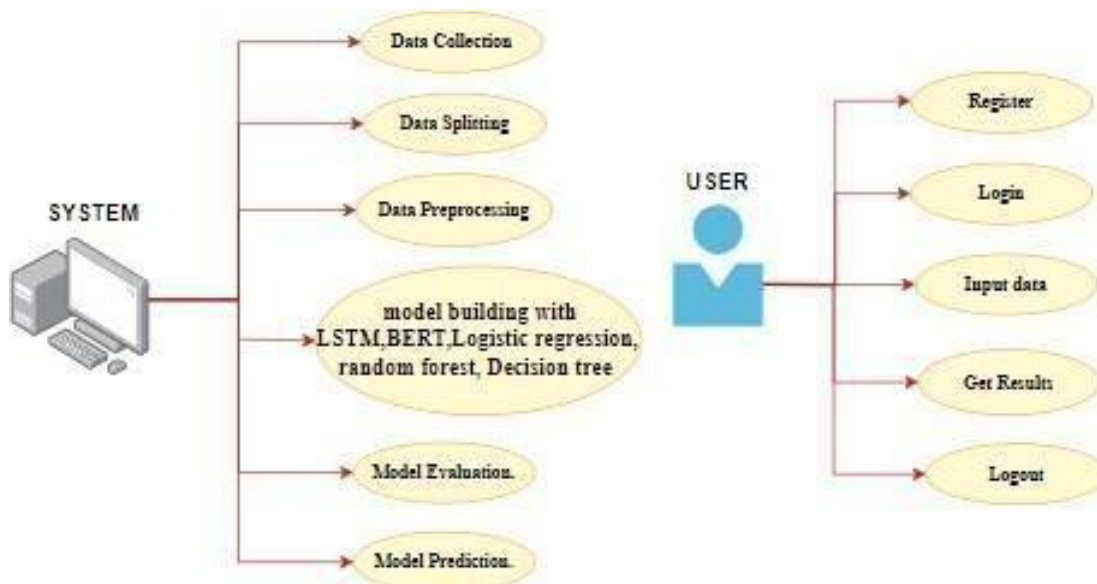 SYSTEM
Data Collection
Data Splitting
Data Preprocessing
model building with
LSTM,BERT,Logistic regression,
random forest, Decision tree
Model Evaluation.
Model Prediction.
USER
Register
Login
Input data
Get Results
Logout